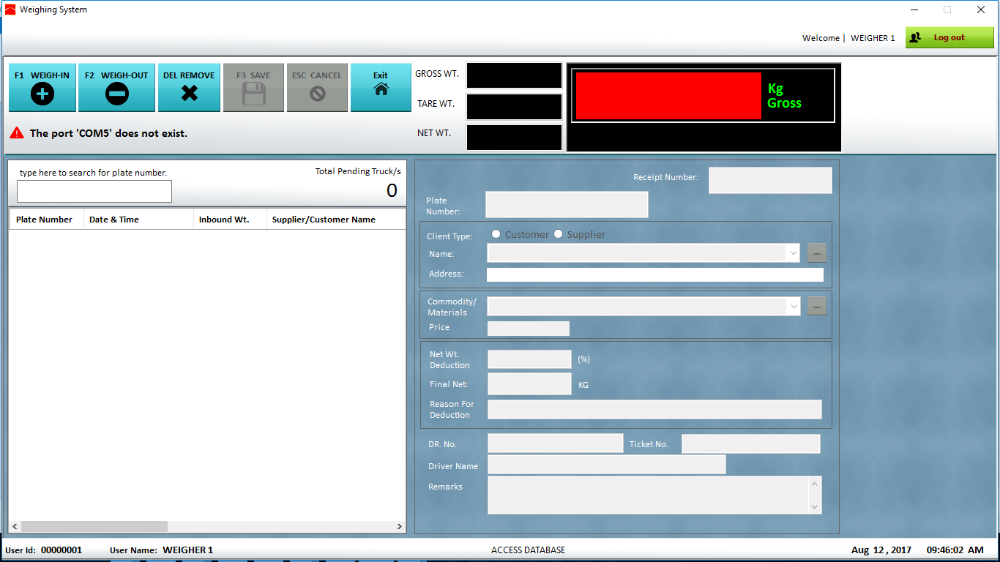 Weighing System
Welcome | WEIGHER 1
Log out
F1 WEIGH-IN
F2 WEIGH-OUT
DEL REMOVE
F3 SAVE
ESC CANCEL
Exit
GROSS WT.
TARE WT.
NET WT.
Kg
Gross
The port 'COM5' does not exist.
type here to search for plate number.
Total Pending Truck/s
0
Plate Number Date & Time Inbound Wt. Supplier/Customer Name
Receipt Number:
Plate
Number:
Client Type: Customer Supplier
Name:
...
Address:
Commodity/
Materials
...
Price
Net Wt.
Deduction
(%)
Final Net:
KG
Reason For
Deduction
DR. No.
Ticket No.
Driver Name
Remarks
User Id: 00000001 User Name: WEIGHER 1 ACCESS DATABASE Aug 12 , 2017 09:46:02 AM